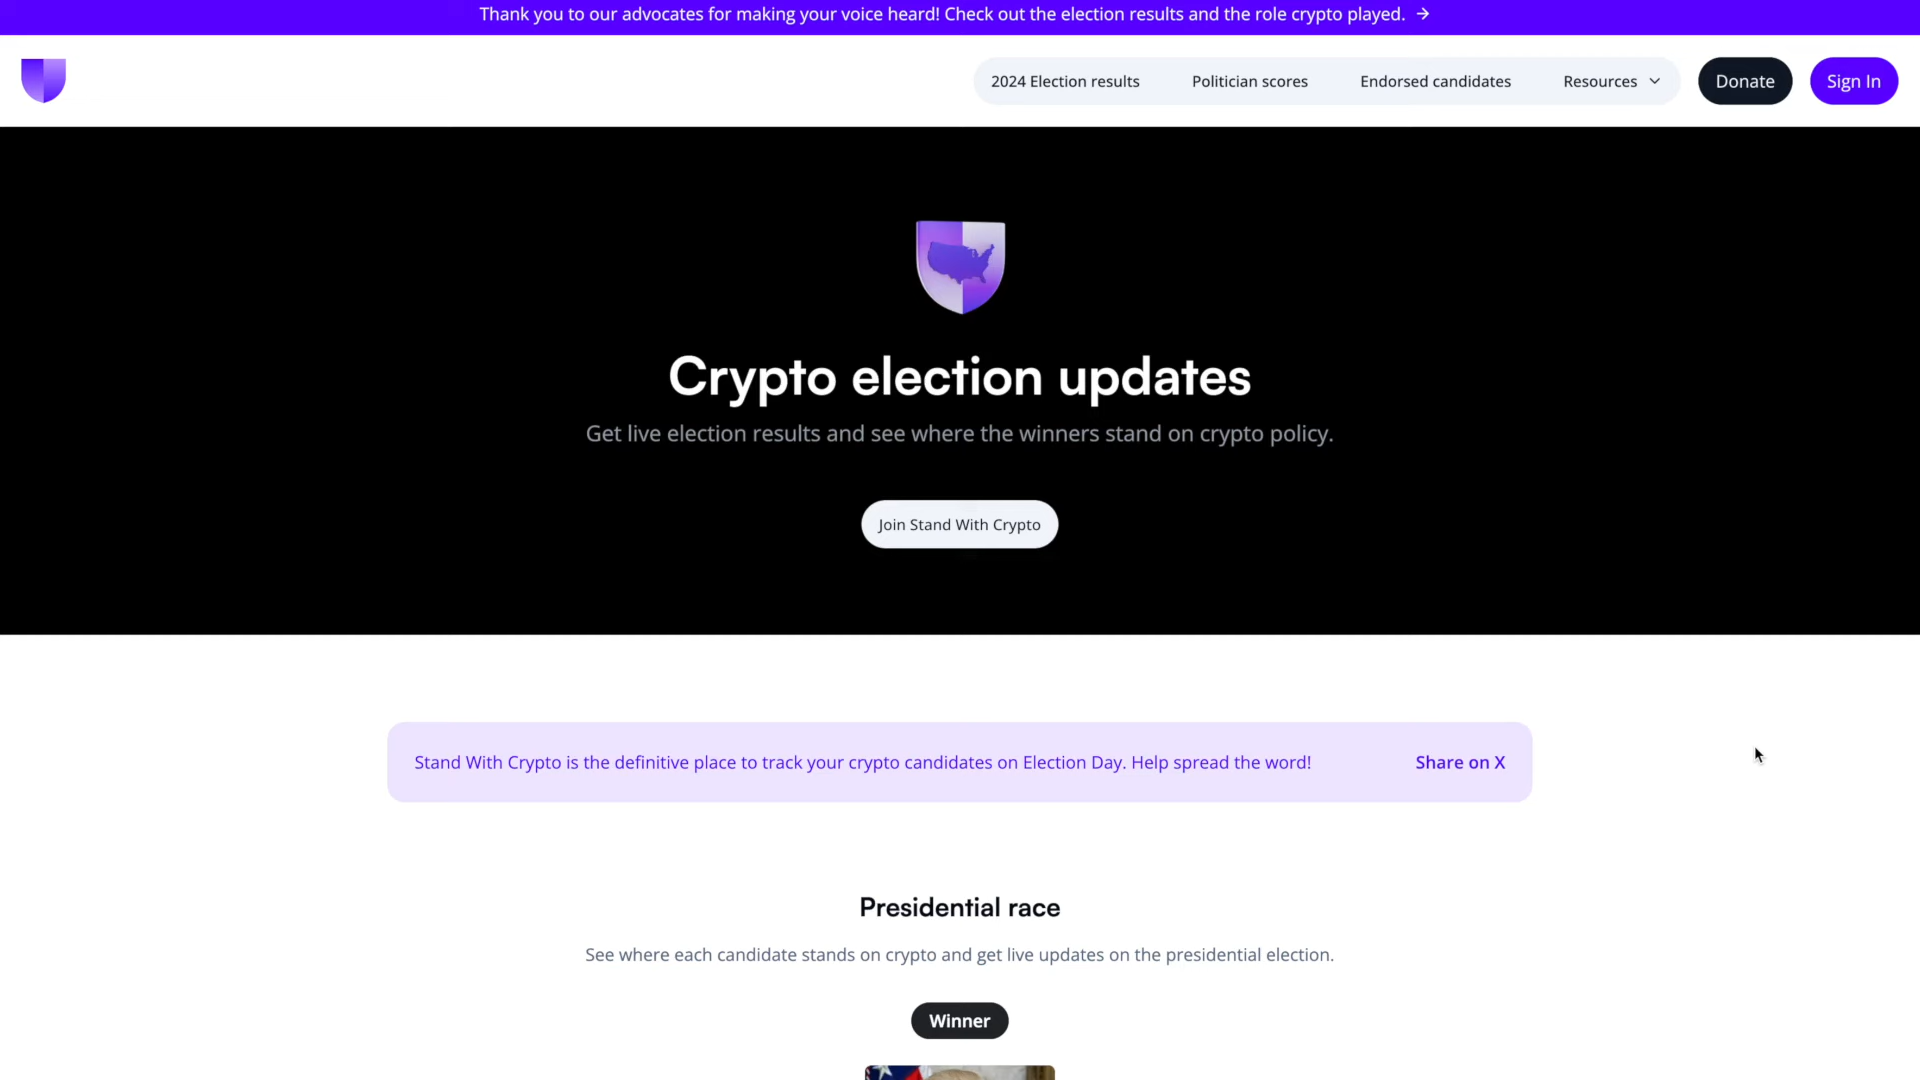 Thank you to our advocates for making your voice heard! Check out the election results and the role crypto played. →
2024 Election results
Politician scores
Endorsed candidates
Resources
Donate
Sign In
Crypto election updates
Get live election results and see where the winners stand on crypto policy.
Join Stand With Crypto
Stand With Crypto is the definitive place to track your crypto candidates on Election Day. Help spread the word!
Share on X
Presidential race
See where each candidate stands on crypto and get live updates on the presidential election.
Winner